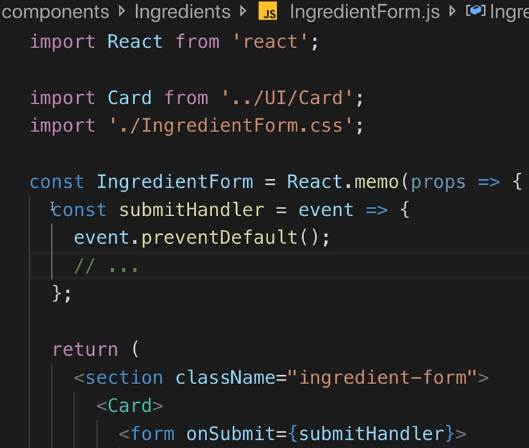 components > Ingredients > JS IngredientForm.js > Ingre
import React from 'react';
import Card from '../UI/Card';
import './IngredientForm.css';
const IngredientForm = React.memo(props => {
const submitHandler = event => {
event.preventDefault();
// ...
};
return (
<section className="ingredient-form">
<Card>
<form onSubmit={submitHandler}>